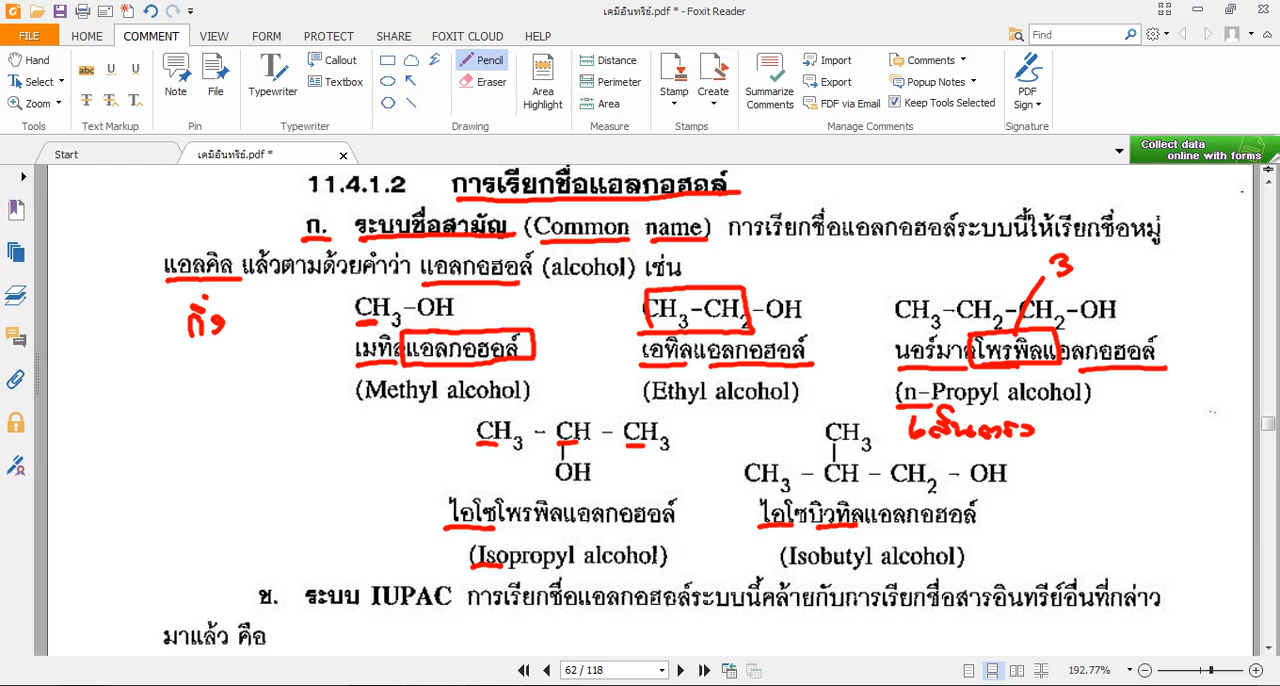 เคมีอินทรีย์.pdf * - Foxit Reader
FILE HOME COMMENT VIEW FORM PROTECT SHARE FOXIT CLOUD HELP Find
Hand Select Zoom Tools
abc U U T T T Text Markup
Note File Pin
Typewriter Callout Textbox Typewriter
Pencil Eraser Drawing
Area Highlight Distance Perimeter Area Measure
Stamp Create Stamps
Summarize Comments Import Export FDF via Email Comments Popup Notes Keep Tools Selected Manage Comments
PDF Sign Signature
Start เคมีอินทรีย์.pdf * Collect data online with forms
11.4.1.2 การเรียกชื่อแอลกอฮอล์
ก. ระบบชื่อสามัญ (Common name) การเรียกชื่อแอลกอฮอล์ระบบนี้ให้เรียกชื่อหมู่
แอลคิล แล้วตามด้วยคำว่า แอลกอฮอล์ (alcohol) เช่น
3
กิ่ง
CH3–OH CH3–CH2–OH CH3–CH2–CH2–OH
เมทิลแอลกอฮอล์ เอทิลแอลกอฮอล์ นอร์มาลโพรพิลแอลกอฮอล์
(Methyl alcohol) (Ethyl alcohol) (n–Propyl alcohol)
เส้นตรง
CH3 – CH – CH3 CH3
OH CH3 – CH – CH2 – OH
ไอโซโพรพิลแอลกอฮอล์ ไอโซบิวทิลแอลกอฮอล์
(Isopropyl alcohol) (Isobutyl alcohol)
ข. ระบบ IUPAC การเรียกชื่อแอลกอฮอล์ระบบนี้คล้ายกับการเรียกชื่อสารอินทรีย์อื่นที่กล่าว
มาแล้ว คือ
62 / 118 192.77%